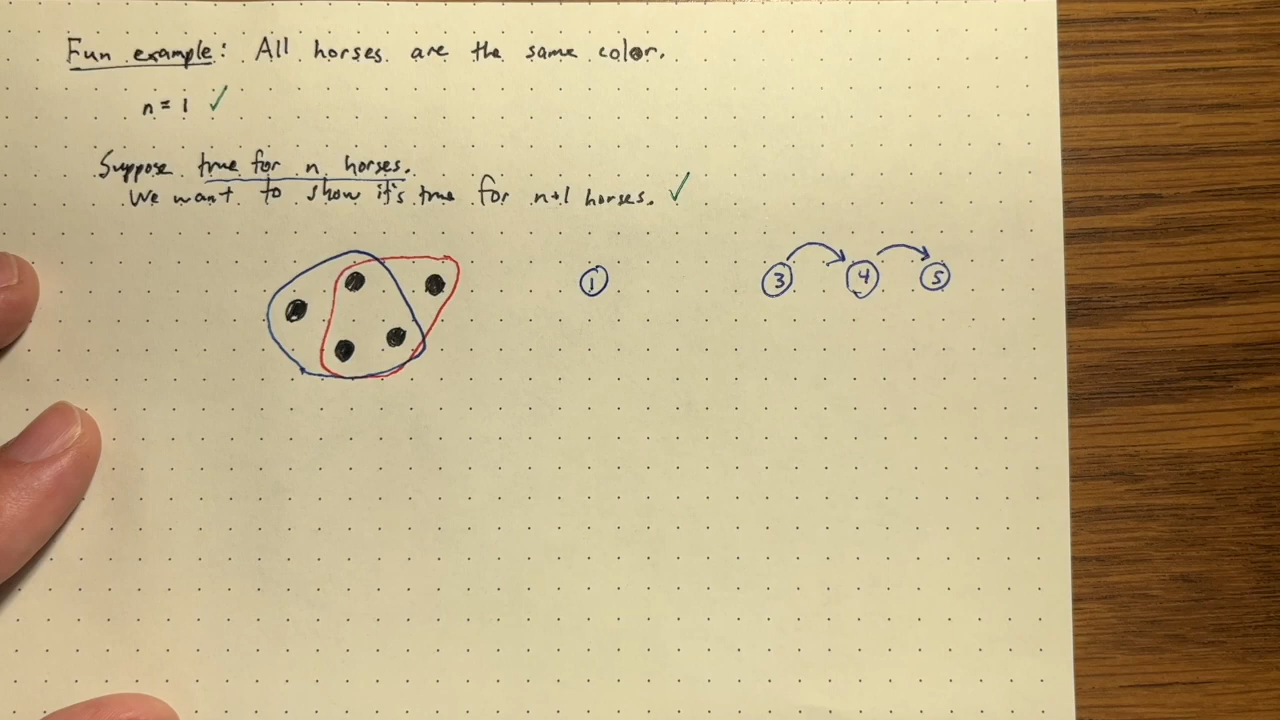 Fun example: All horses are the same color.
n = 1 ✓
Suppose true for n horses.
We want to show it's true for n+1 horses. ✓
1 3 4 5